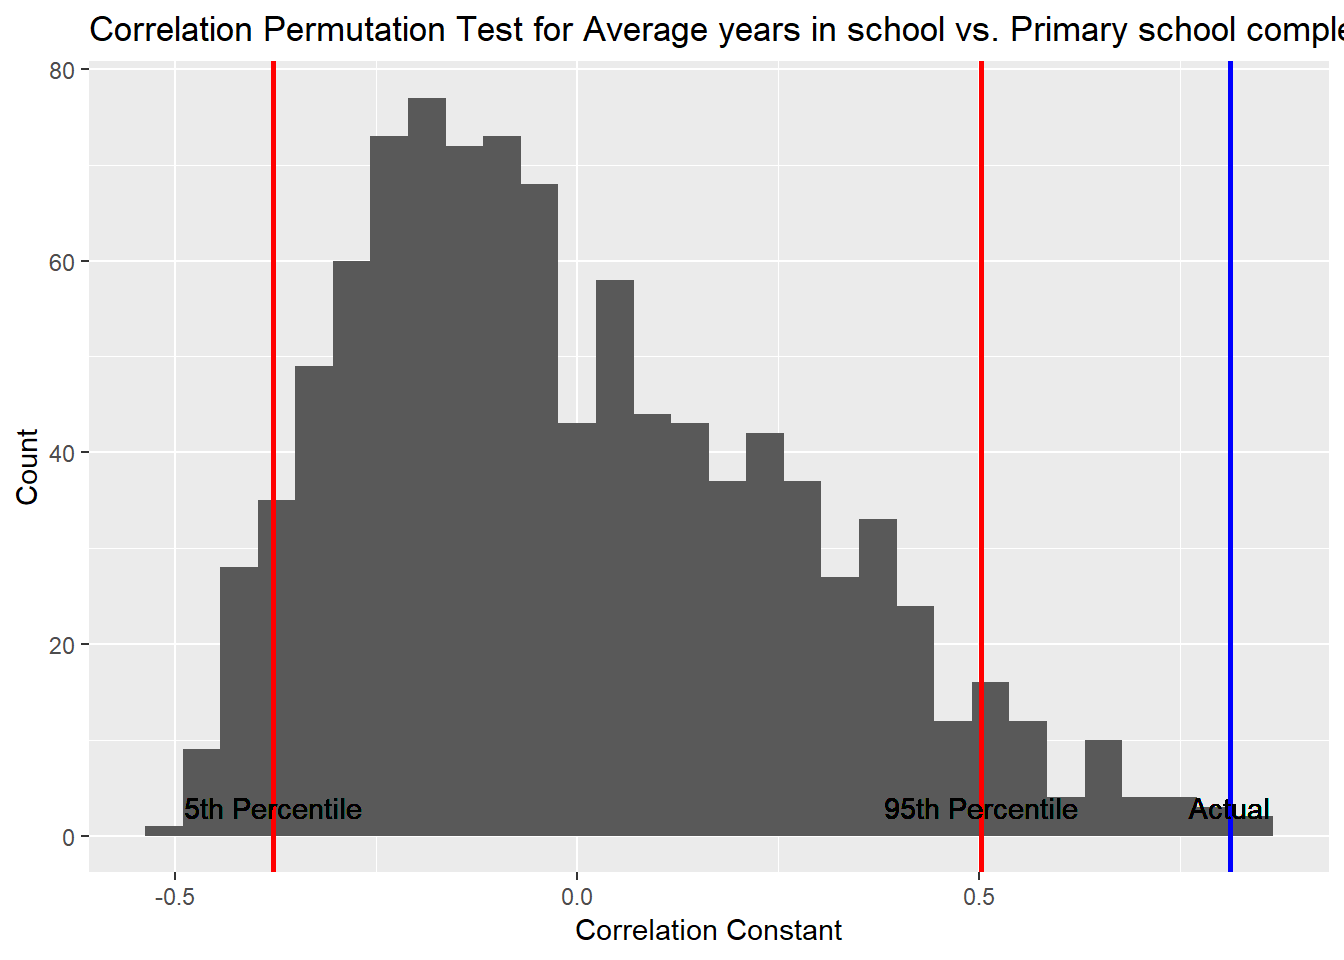 Correlation Permutation Test for Average years in school vs. Primary school comple
80
60
40
20
0
Count
5th Percentile
95th Percentile
Actual
-0.5
0.0
0.5
Correlation Constant